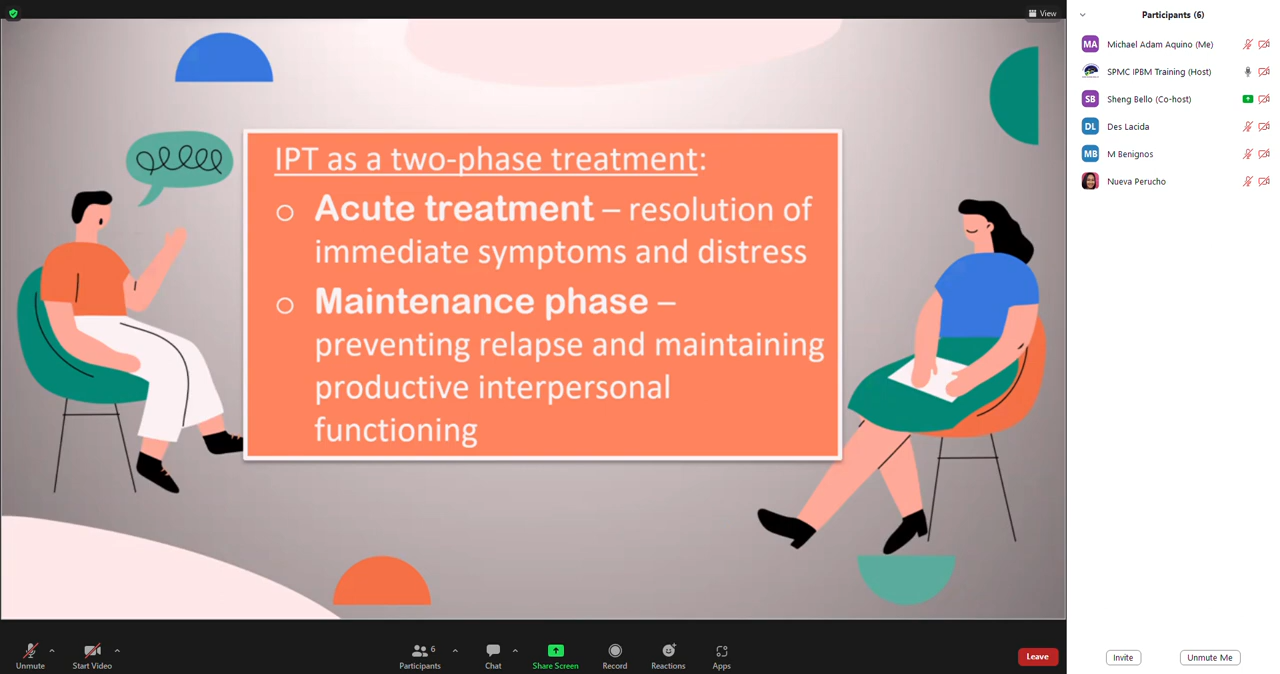 View
IPT as a two-phase treatment:
Acute treatment – resolution of
immediate symptoms and distress
Maintenance phase –
preventing relapse and maintaining
productive interpersonal
functioning
Participants (6)
MA Michael Adam Aquino (Me)
SPMC IPBM Training (Host)
SB Sheng Bello (Co-host)
DL Des Lacida
MB M Benignos
Nueva Perucho
Unmute
Start Video
6
Participants
Chat
Share Screen
Record
Reactions
Apps
Leave
Invite
Unmute Me